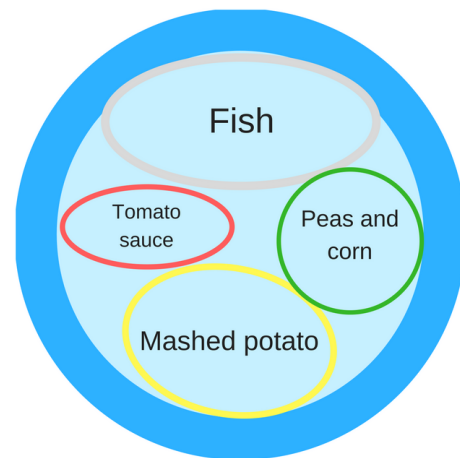 Fish
Tomato
sauce
Peas and
corn
Mashed potato